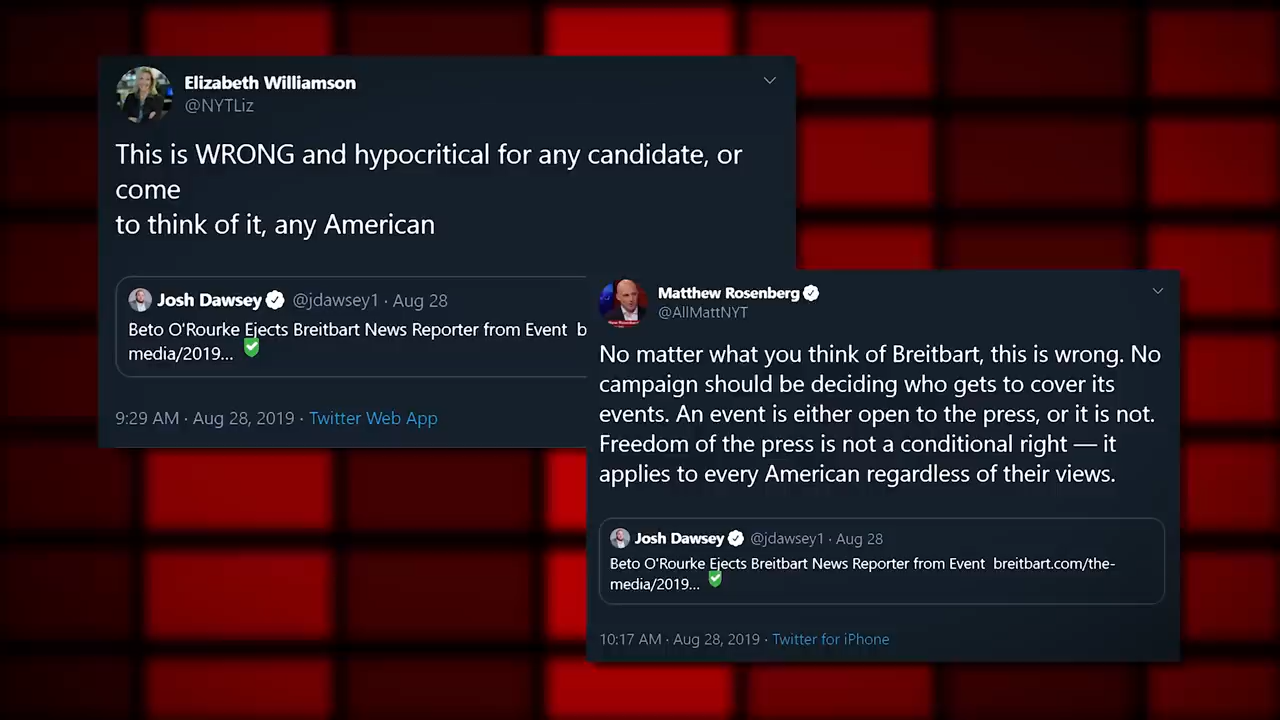 Elizabeth Williamson
@NYTLiz
This is WRONG and hypocritical for any candidate, or
come
to think of it, any American
Josh Dawsey @jdawsey1 · Aug 28
Beto O'Rourke Ejects Breitbart News Reporter from Event b
media/2019...
9:29 AM · Aug 28, 2019 · Twitter Web App
Matthew Rosenberg
@AllMattNYT
No matter what you think of Breitbart, this is wrong. No
campaign should be deciding who gets to cover its
events. An event is either open to the press, or it is not.
Freedom of the press is not a conditional right — it
applies to every American regardless of their views.
Josh Dawsey @jdawsey1 · Aug 28
Beto O'Rourke Ejects Breitbart News Reporter from Event breitbart.com/the-
media/2019...
10:17 AM · Aug 28, 2019 · Twitter for iPhone